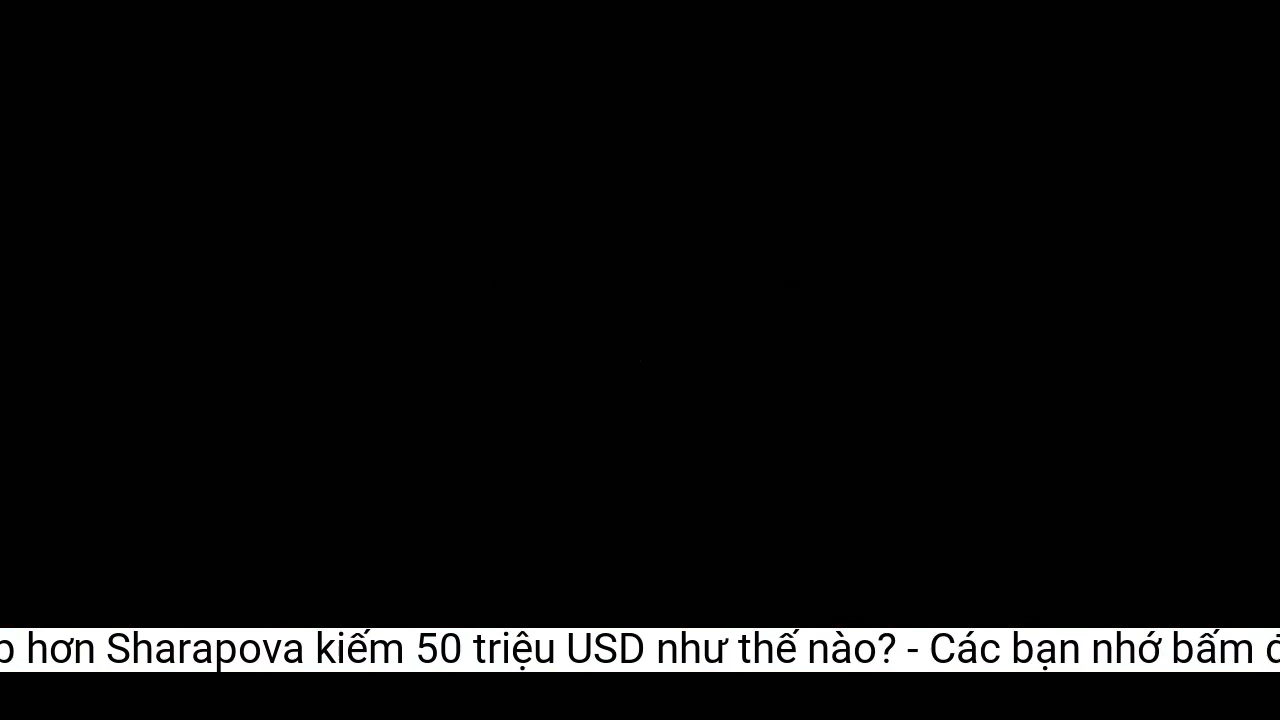 hơn Sharapova kiếm 50 triệu USD như thế nào? - Các bạn nhớ bấm